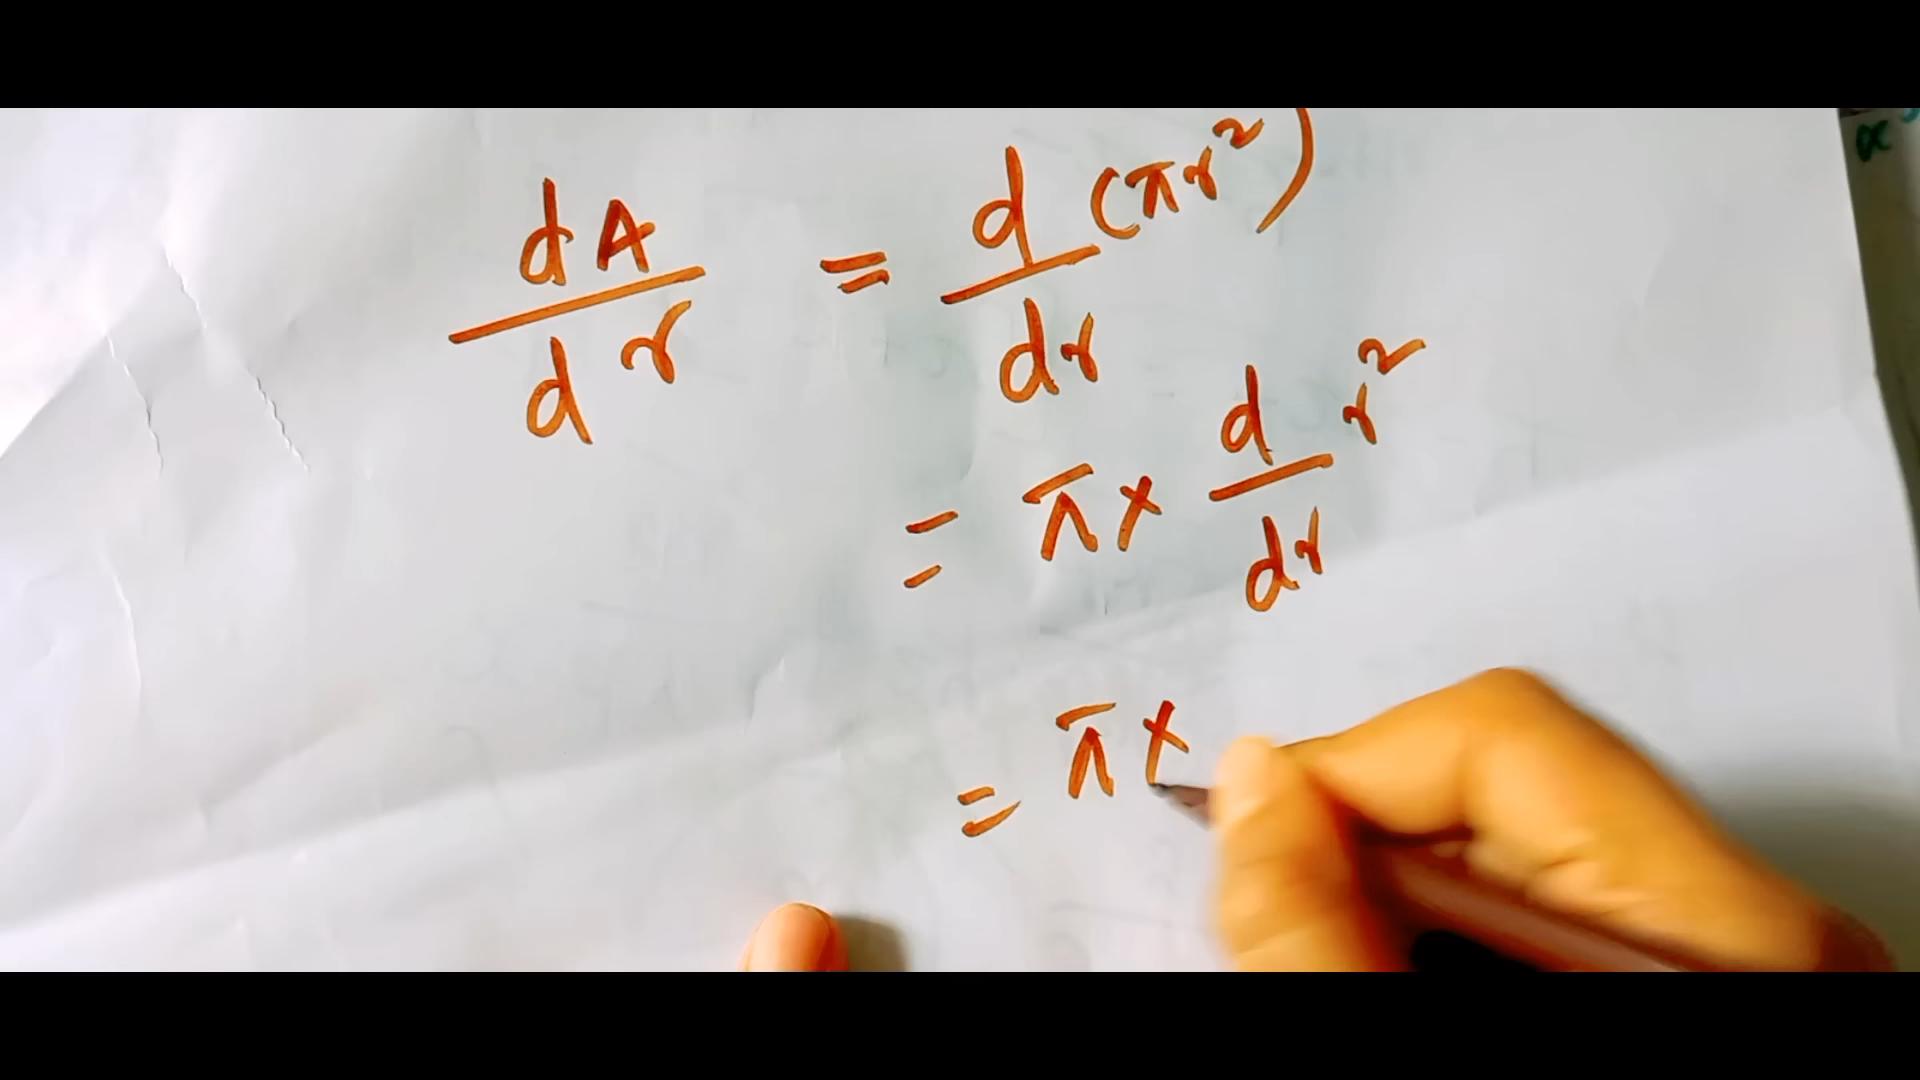 dA/dr = d/dr (πr²)
= π × d/dr r²
= π ×
x